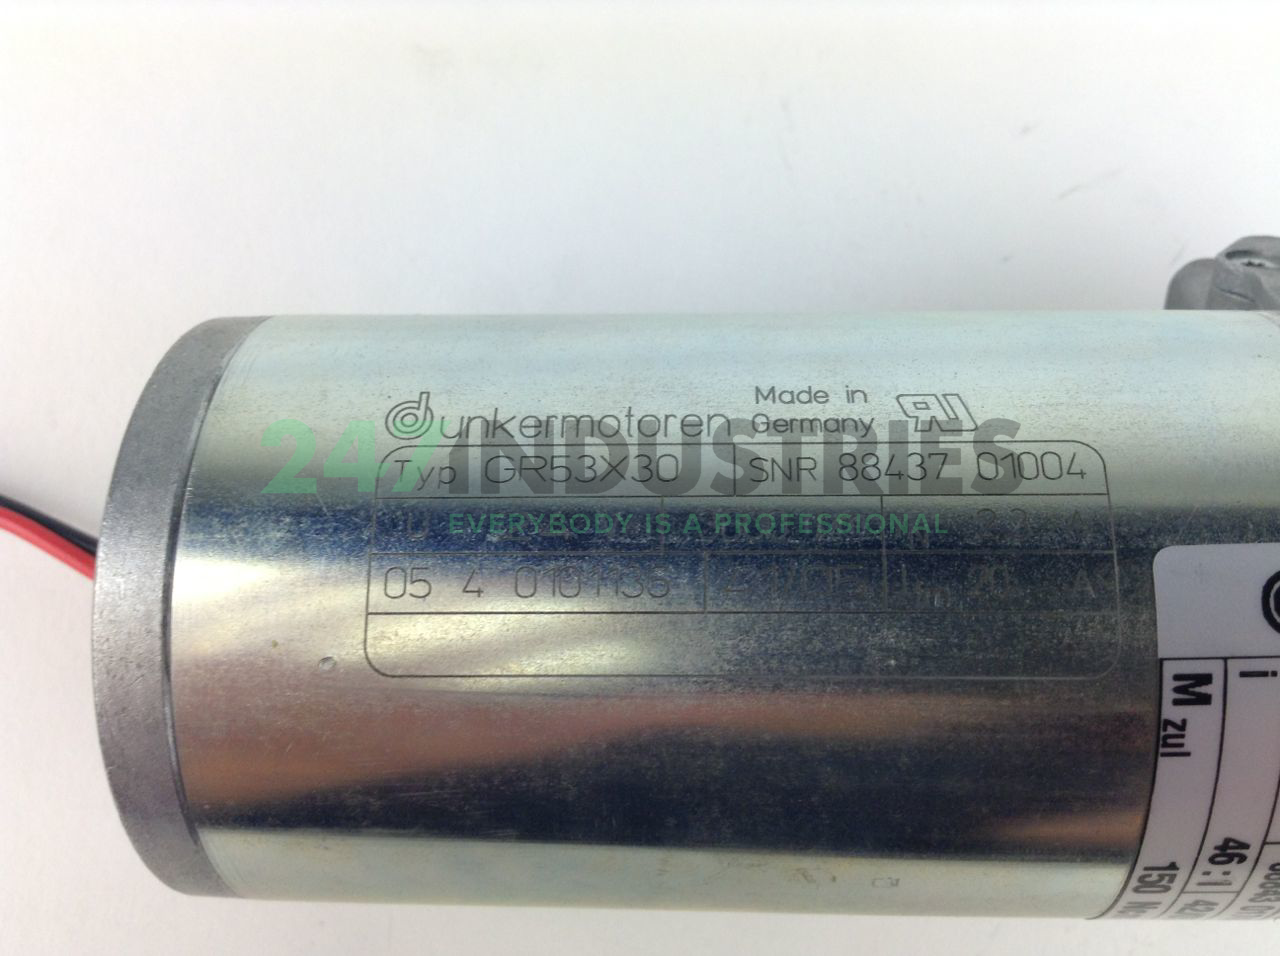 dunkermotoren
Made in
Germany
247INDUSTRIES
Typ GR53X30 SNR 88437 01004
EVERYBODY IS A PROFESSIONAL
05 4 0101135 A
i 46:1
M zul 150